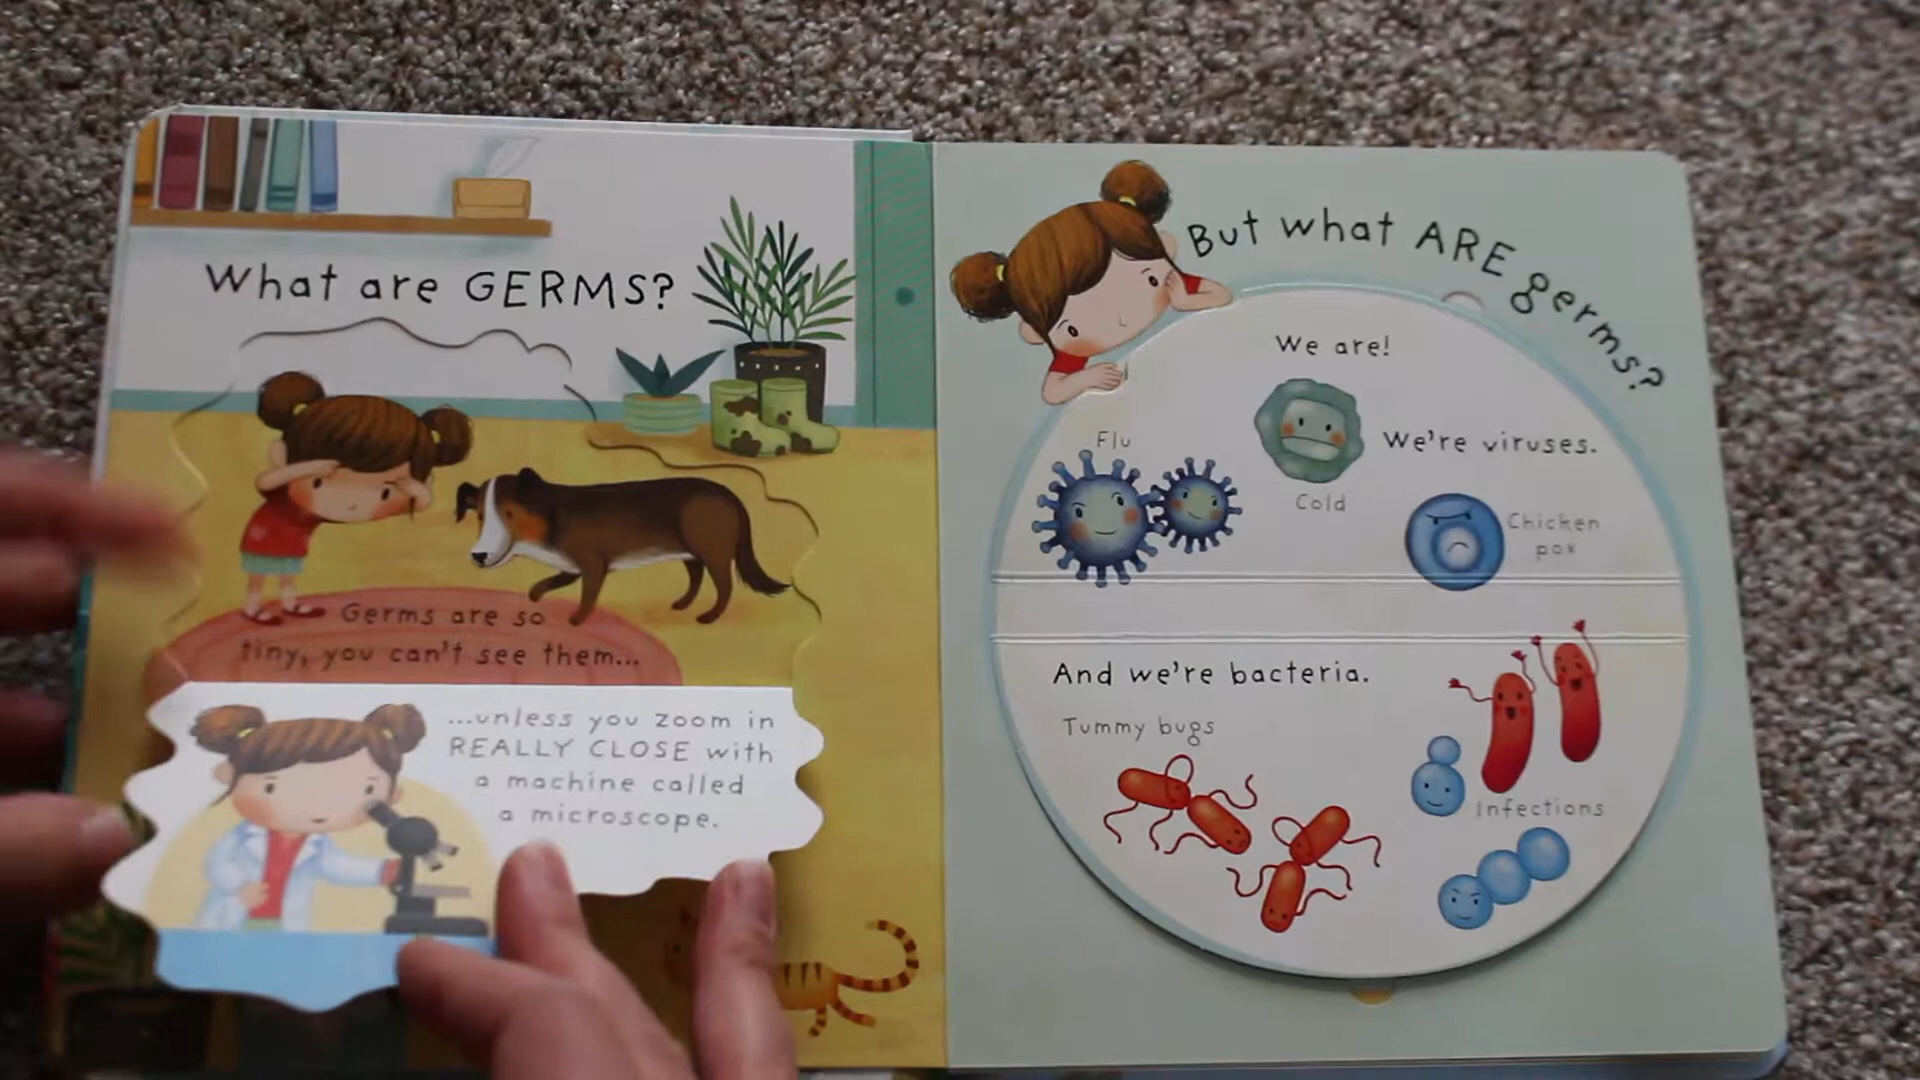 What are GERMS?
Germs are so
tiny, you can't see them...
...unless you zoom in
REALLY CLOSE with
a machine called
a microscope.
But what ARE germs?
We are!
Flu
We're viruses.
Cold
Chicken
pox
And we're bacteria.
Tummy bugs
Infections